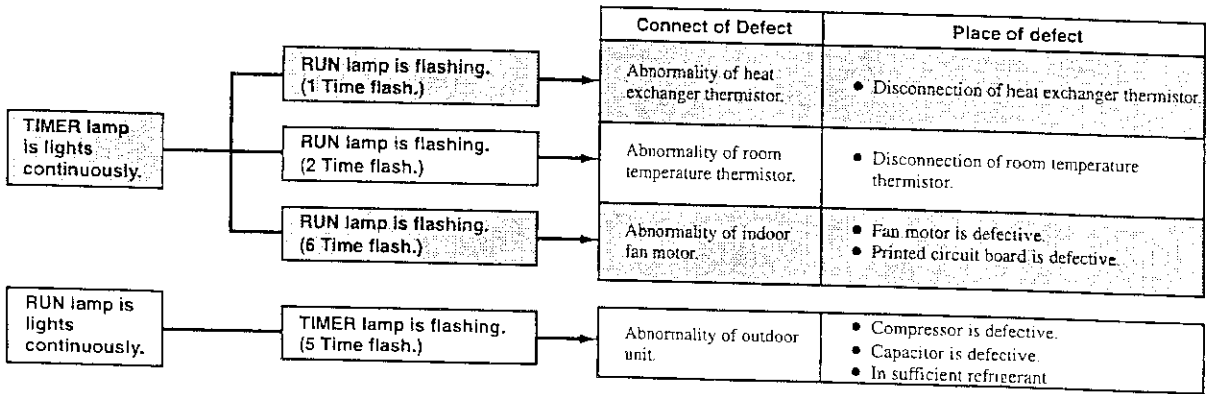 Connect of Defect
Place of defect
TIMER lamp
is lights
continuously.
RUN lamp is flashing.
(1 Time flash.)
Abnormality of heat
exchanger thermistor.
● Disconnection of heat exchanger thermistor.
RUN lamp is flashing.
(2 Time flash.)
Abnormality of room
temperature thermistor.
● Disconnection of room temperature
thermistor.
RUN lamp is flashing.
(6 Time flash.)
Abnormality of indoor
fan motor.
● Fan motor is defective.
● Printed circuit board is defective.
RUN lamp is
lights
continuously.
TIMER lamp is flashing.
(5 Time flash.)
Abnormality of outdoor
unit.
● Compressor is defective.
● Capacitor is defective.
● In sufficient refrigerant